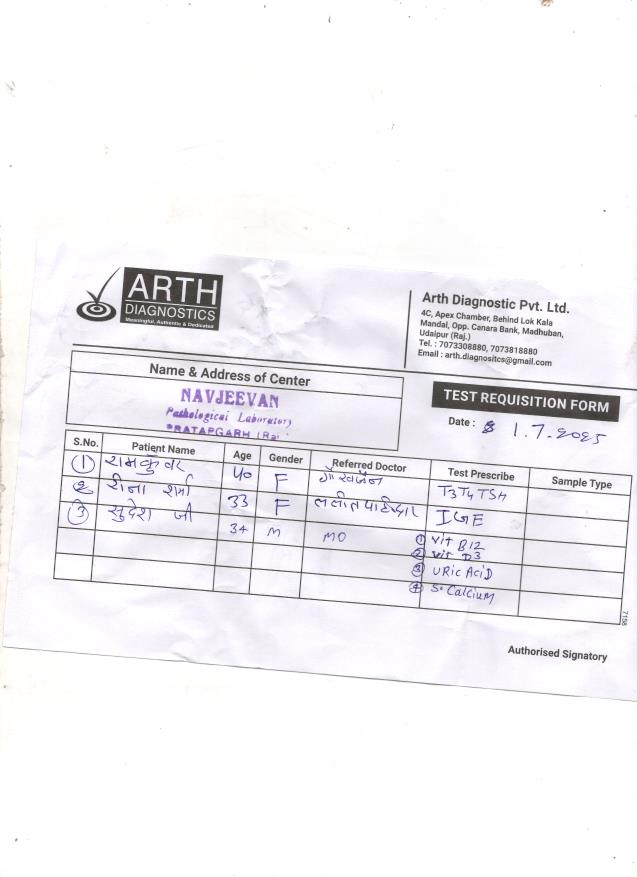 ARTH
DIAGNOSTICS
Meaningful, Authentic & Dedicated
Arth Diagnostic Pvt. Ltd.
4C, Apex Chamber, Behind Lok Kala
Mandal, Opp. Canara Bank, Madhuban,
Udaipur (Raj.)
Tel. : 7073308880, 7073818880
Email : arth.diagnositcs@gmail.com
Name & Address of Center
NAVJEEVAN
Pathological Laboratory
PRATAPGARH (Raj.
TEST REQUISITION FORM
Date : 1.7.2025
S.No. Patient Name Age Gender Referred Doctor Test Prescribe Sample Type
① रामकुंवर 40 F T3T4TSH
2 रीना शर्मा 33 F ललीत पाटीदार IGE
③ सुदेश जी 34 M MO ① Vit B12
② Vit D3
③ URic AciD
④ S. Calcium
7158
Authorised Signatory